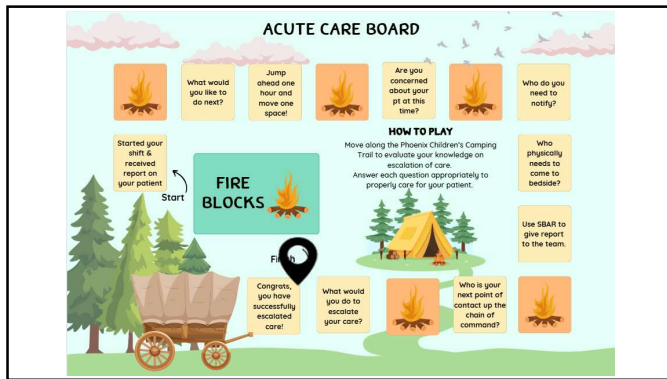 ACUTE CARE BOARD
What would
you like to
do next?
Jump
ahead one
hour and
move one
space!
Are you
concerned
about your
pt at this
time?
Who do you
need to
notify?
Started your
shift &
received
report on
your patient
Start
FIRE
BLOCKS
HOW TO PLAY
Move along the Phoenix Children's Camping
Trail to evaluate your knowledge on
escalation of care.
Answer each question appropriately to
properly care for your patient.
Who
physically
needs to
come to
bedside?
Use SBAR to
give report
to the team.
Congrats,
you have
successfully
escalated
care!
What would
you do to
escalate
your care?
Who is your
next point of
contact up the
chain of
command?